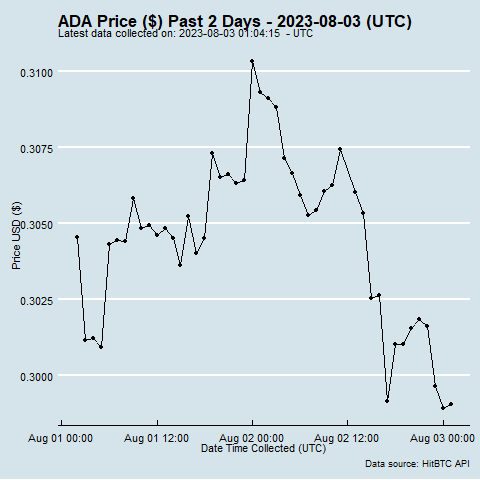 ADA Price ($) Past 2 Days - 2023-08-03 (UTC)
Latest data collected on: 2023-08-03 01:04:15  - UTC
0.3100
0.3075
0.3050
0.3025
0.3000
Price USD ($)
Aug 01 00:00 Aug 01 12:00 Aug 02 00:00 Aug 02 12:00 Aug 03 00:00
Date Time Collected (UTC)
Data source: HitBTC API